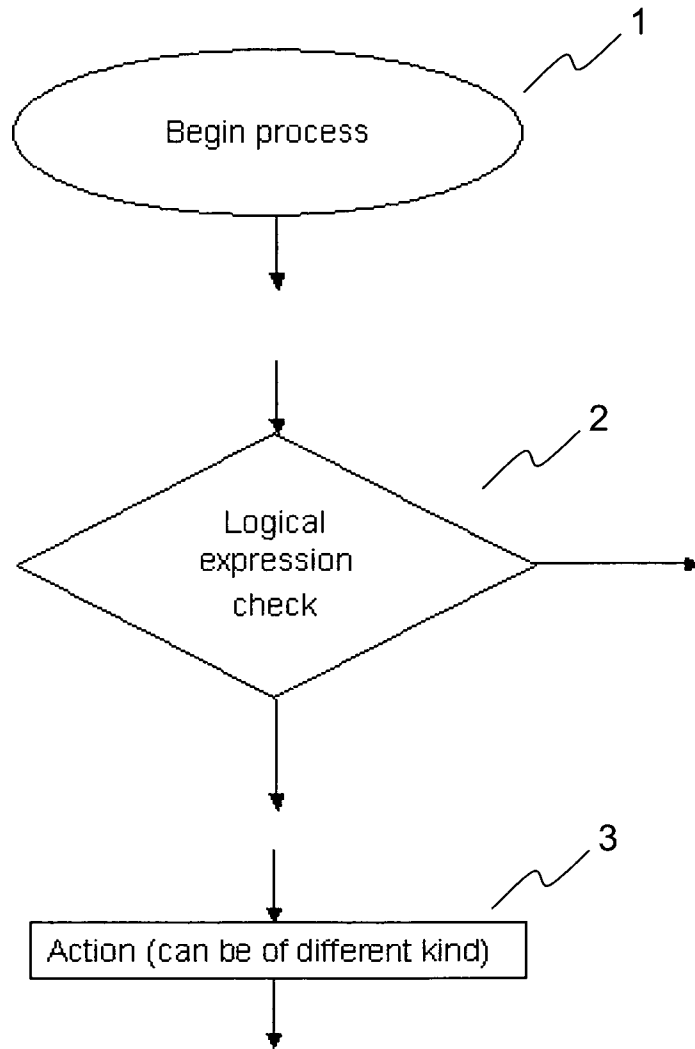 1
Begin process
2
Logical
expression
check
3
Action (can be of different kind)